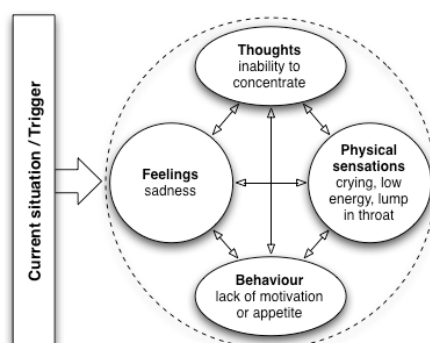 Current situation / Trigger
Thoughts
inability to
concentrate
Feelings
sadness
Physical
sensations
crying, low
energy, lump
in throat
Behaviour
lack of motivation
or appetite